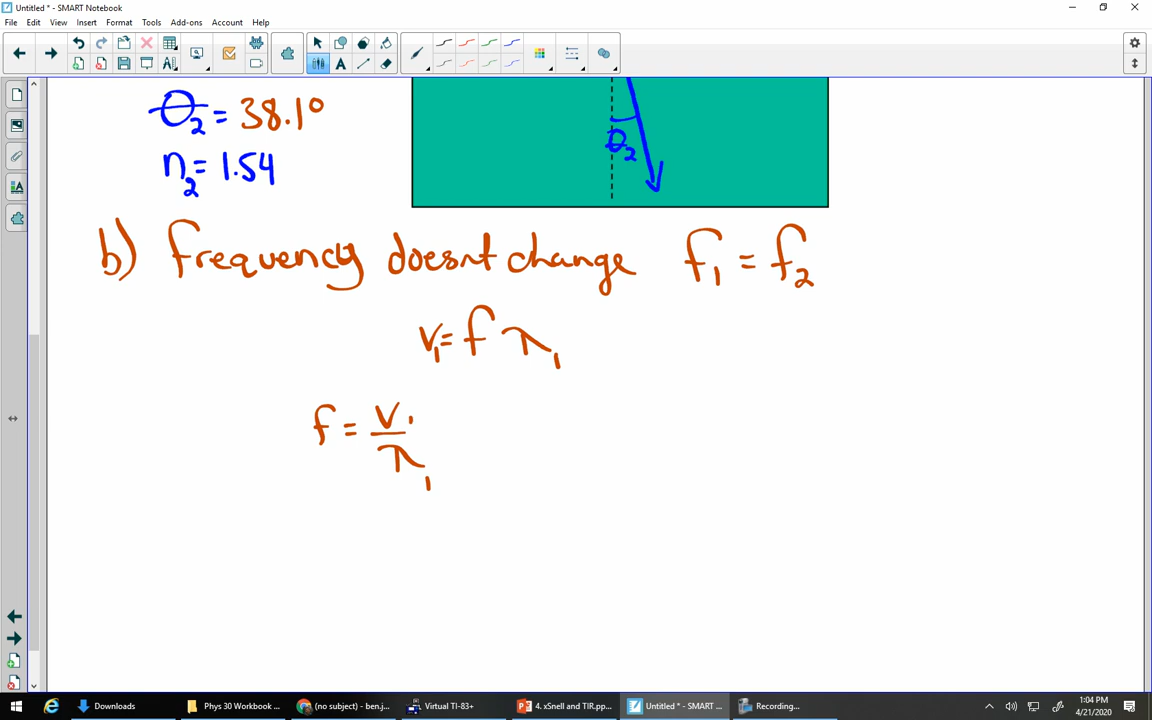 Untitled * - SMART Notebook
File Edit View Insert Format Tools Add-ons Account Help
θ₂ = 38.1°
n₂ = 1.54
θ₂
b) frequency doesnt change f₁ = f₂
v₁ = f λ₁
f = v₁
λ₁
Downloads Phys 30 Workbook ... (no subject) - ben.j... Virtual TI-83+ 4. xSnell and TIR.pp... Untitled * - SMART ... Recording...
1:04 PM
4/21/2020